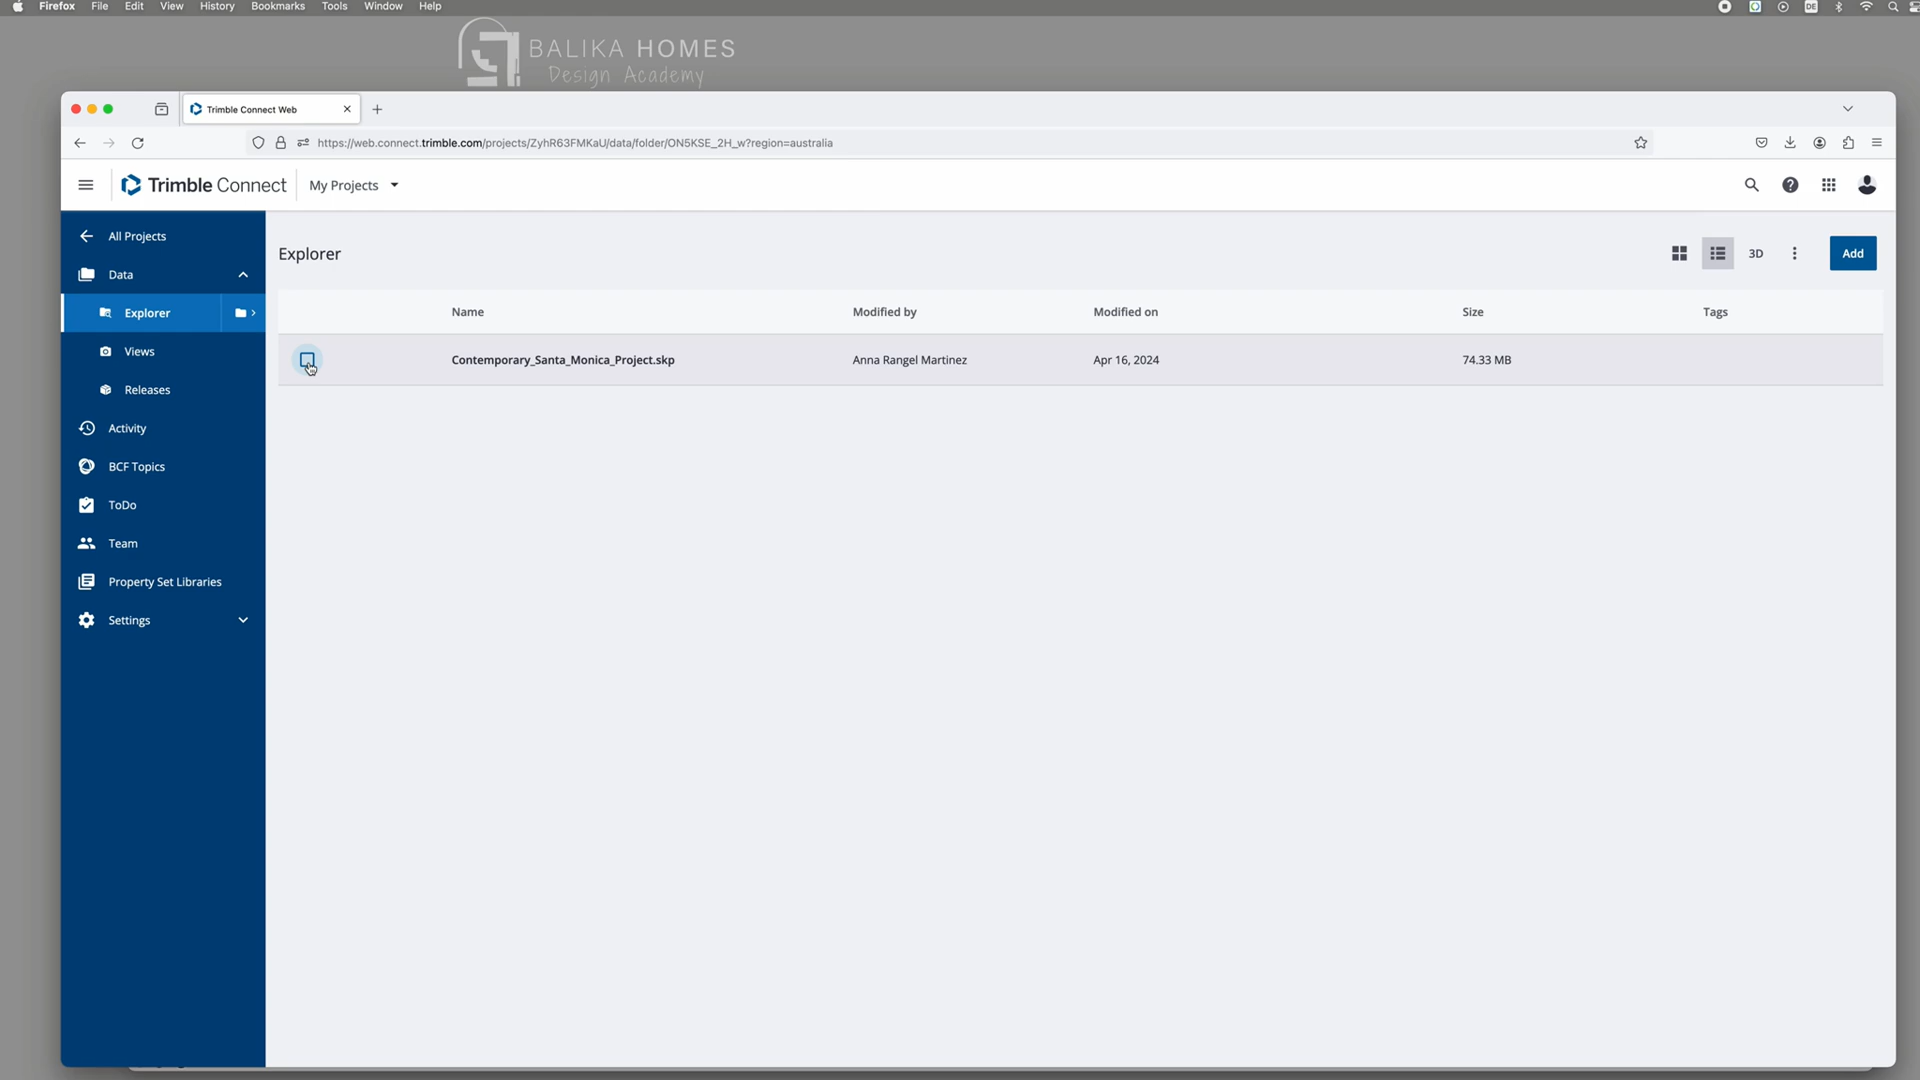 Firefox File Edit View History Bookmarks Tools Window Help
DE
BALIKA HOMES
Design Academy
Trimble Connect Web
https://web.connect.trimble.com/projects/ZyhR63FMKaU/data/folder/ON5KSE_2H_w?region=australia
Trimble Connect My Projects
All Projects
Data
Explorer
Views
Releases
Activity
BCF Topics
ToDo
Team
Property Set Libraries
Settings
Explorer 3D Add
Name Modified by Modified on Size Tags
Contemporary_Santa_Monica_Project.skp Anna Rangel Martinez Apr 16, 2024 74.33 MB